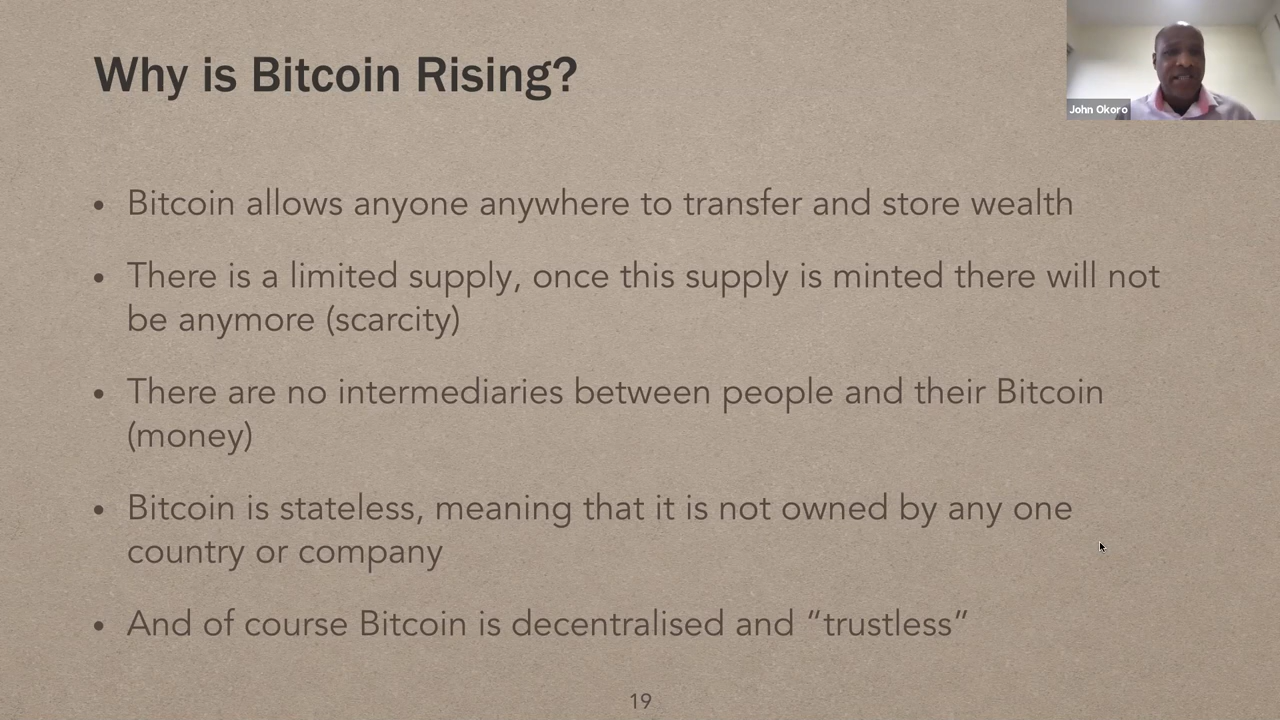 Why is Bitcoin Rising?
John Okoro
• Bitcoin allows anyone anywhere to transfer and store wealth
• There is a limited supply, once this supply is minted there will not
be anymore (scarcity)
• There are no intermediaries between people and their Bitcoin
(money)
• Bitcoin is stateless, meaning that it is not owned by any one
country or company
• And of course Bitcoin is decentralised and “trustless”
19